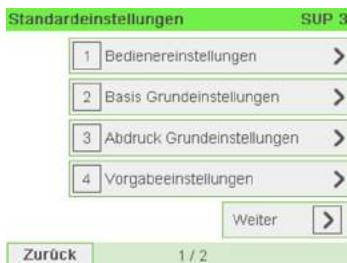 Standardeinstellungen SUP 3
1 Bedienereinstellungen
2 Basis Grundeinstellungen
3 Abdruck Grundeinstellungen
4 Vorgabeeinstellungen
Weiter
Zurück 1 / 2